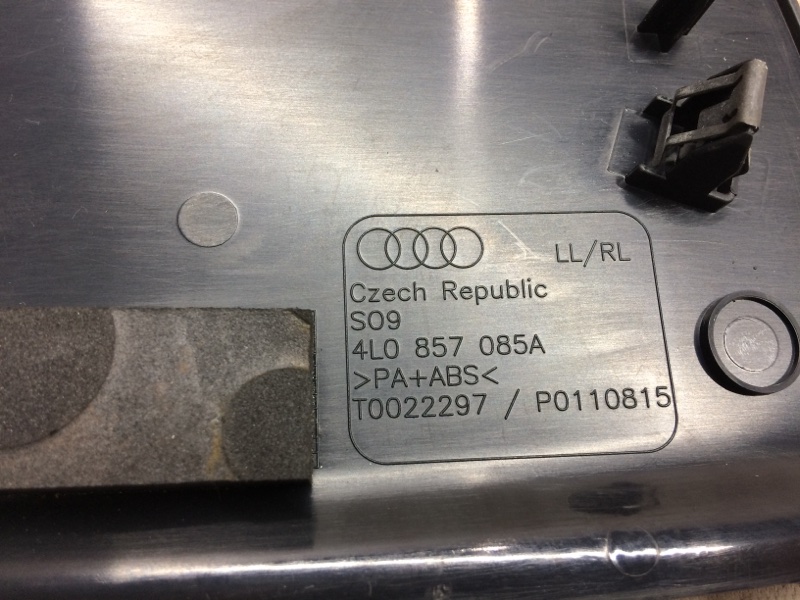 LL/RL
Czech Republic
S09
4L0 857 085A
>PA+ABS<
T0022297 / P0110815